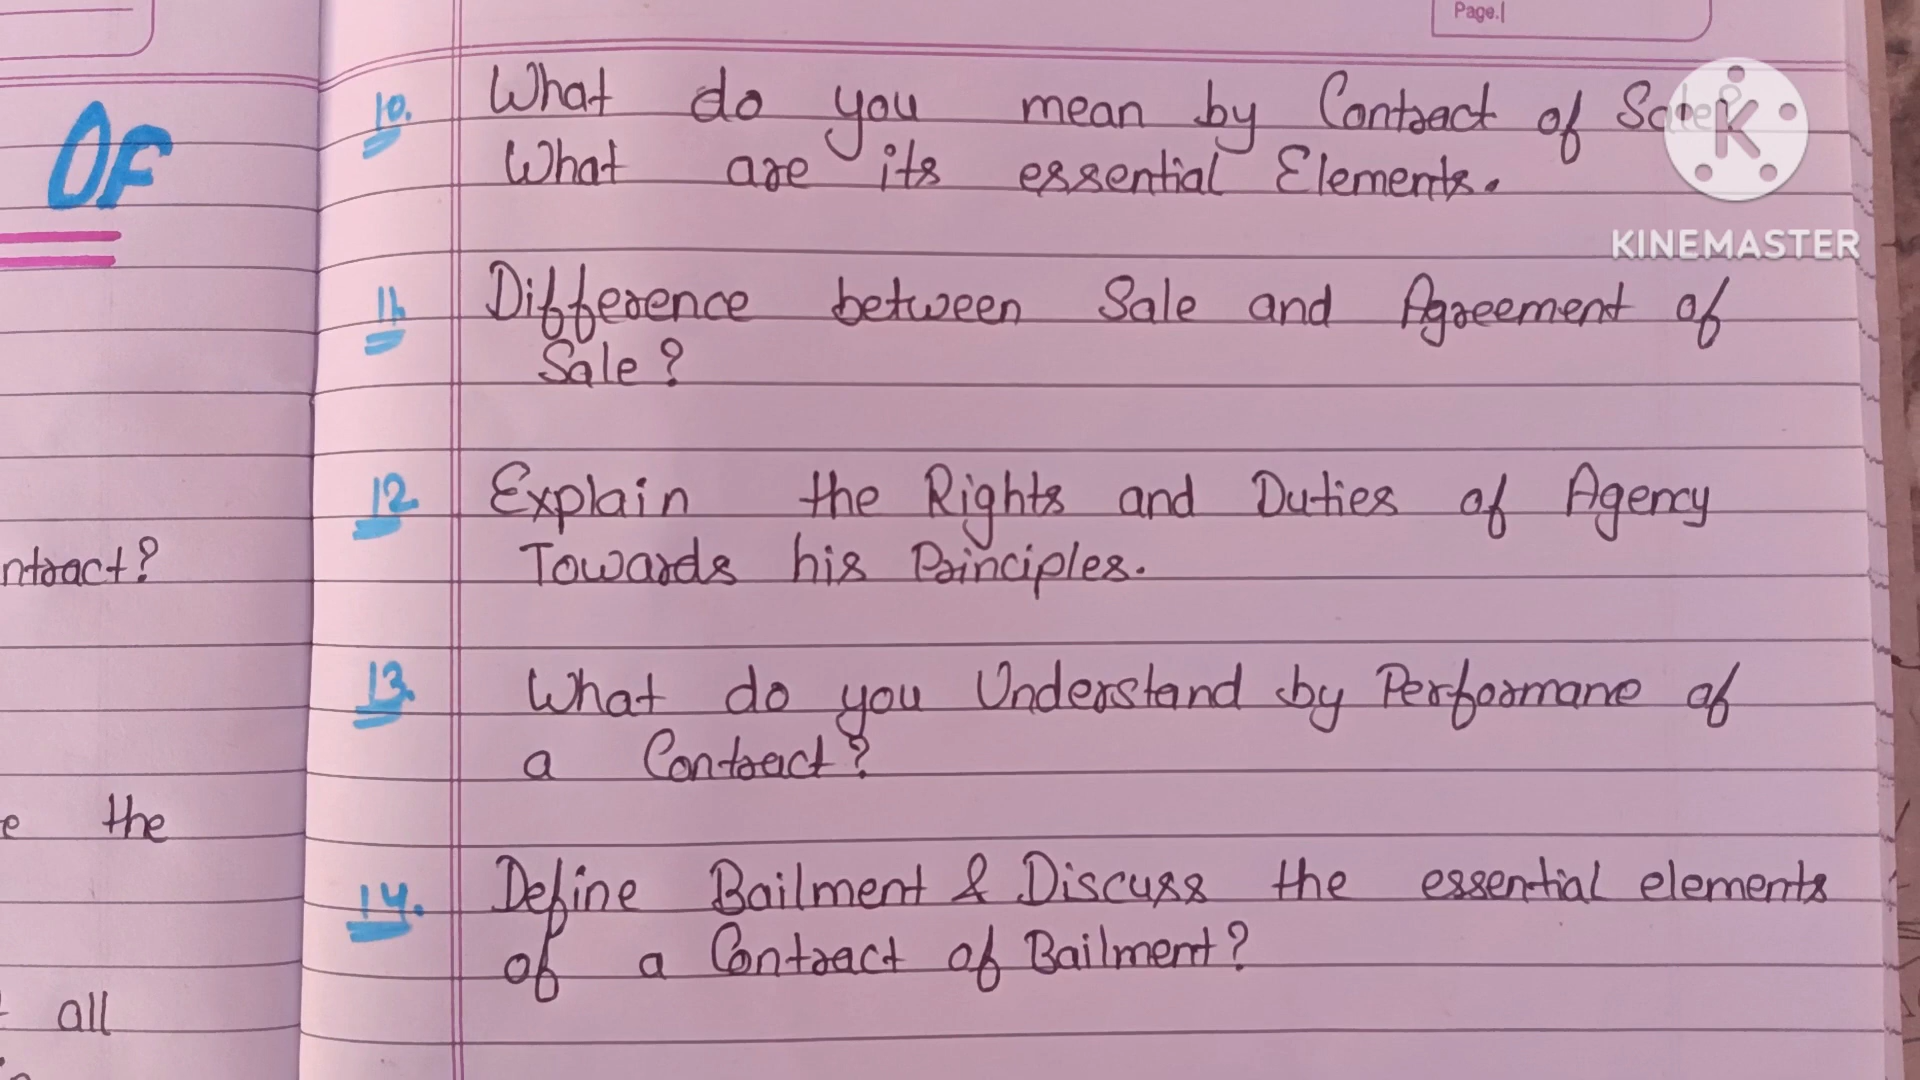 Page.
OF
10. What do you mean by Contract of Sale?
What are its essential Elements.
KINEMASTER
11. Difference between Sale and Agreement of
Sale?
12. Explain the Rights and Duties of Agency
Towards his Principles.
ntract?
13. What do you Understand by Performane of
a Contract?
e the
14. Define Bailment & Discuss the essential elements
of a Contract of Bailment?
all